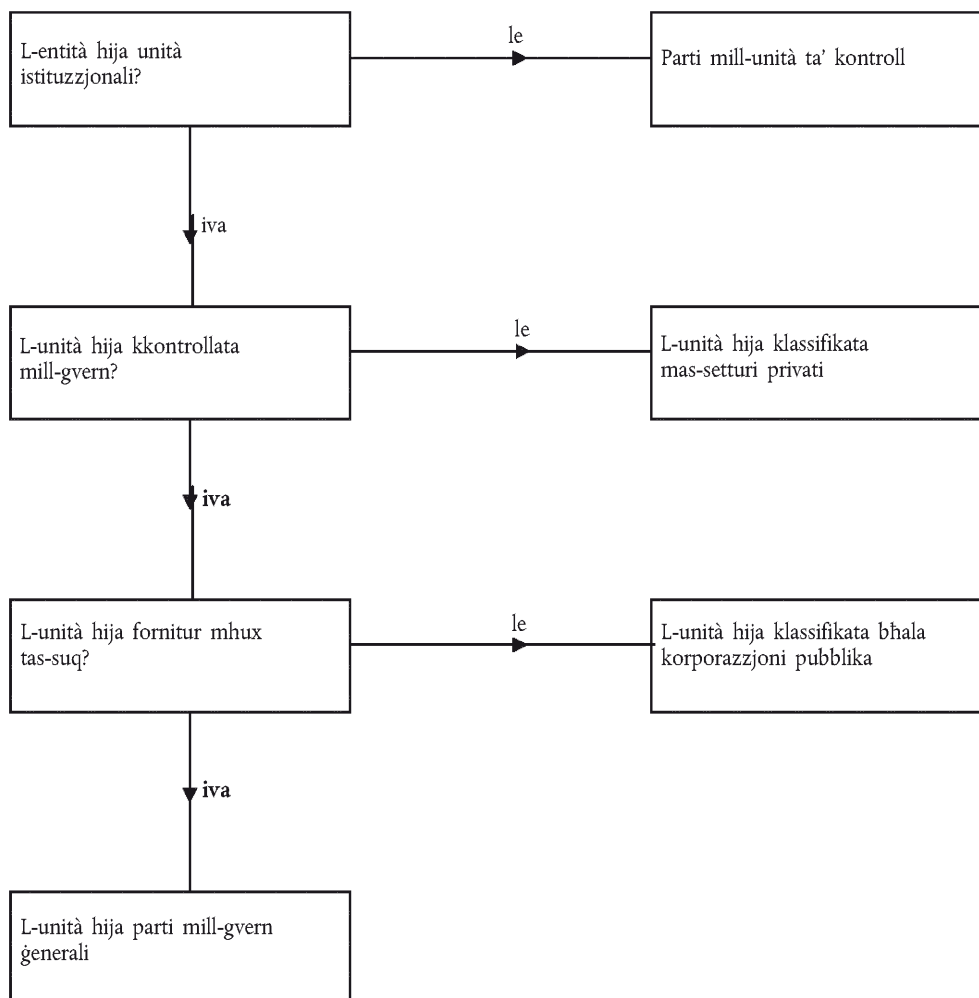 L-entità hija unità
istituzzjonali?
le
Parti mill-unità ta' kontroll
iva
L-unità hija kkontrollata
mill-gvern?
le
L-unità hija klassifikata
mas-setturi privati
iva
L-unità hija fornitur mhux
tas-suq?
le
L-unità hija klassifikata bħala
korporazzjoni pubblika
iva
L-unità hija parti mill-gvern
ġenerali